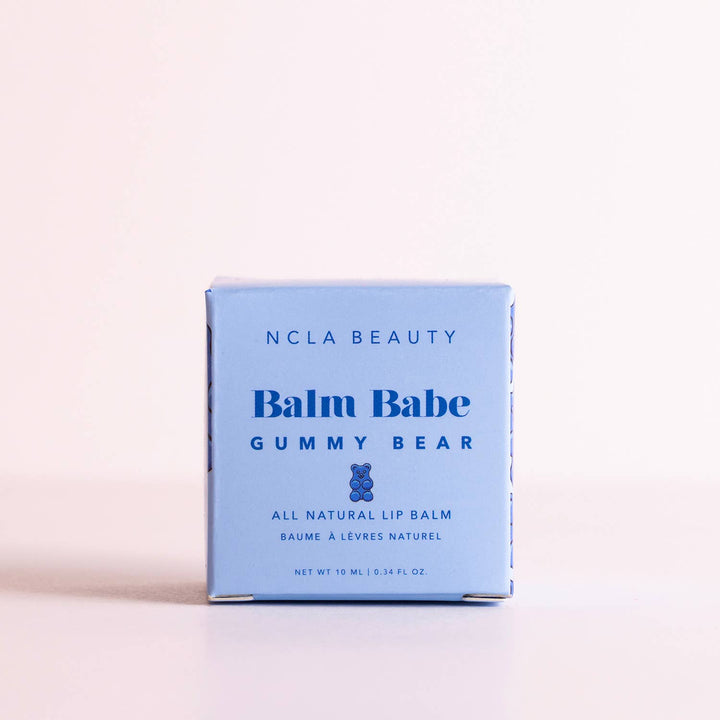 NCLA BEAUTY
Balm Babe
GUMMY BEAR
ALL NATURAL LIP BALM
BAUME À LÈVRES NATUREL
NET WT 10 ML | 0.34 FL OZ.